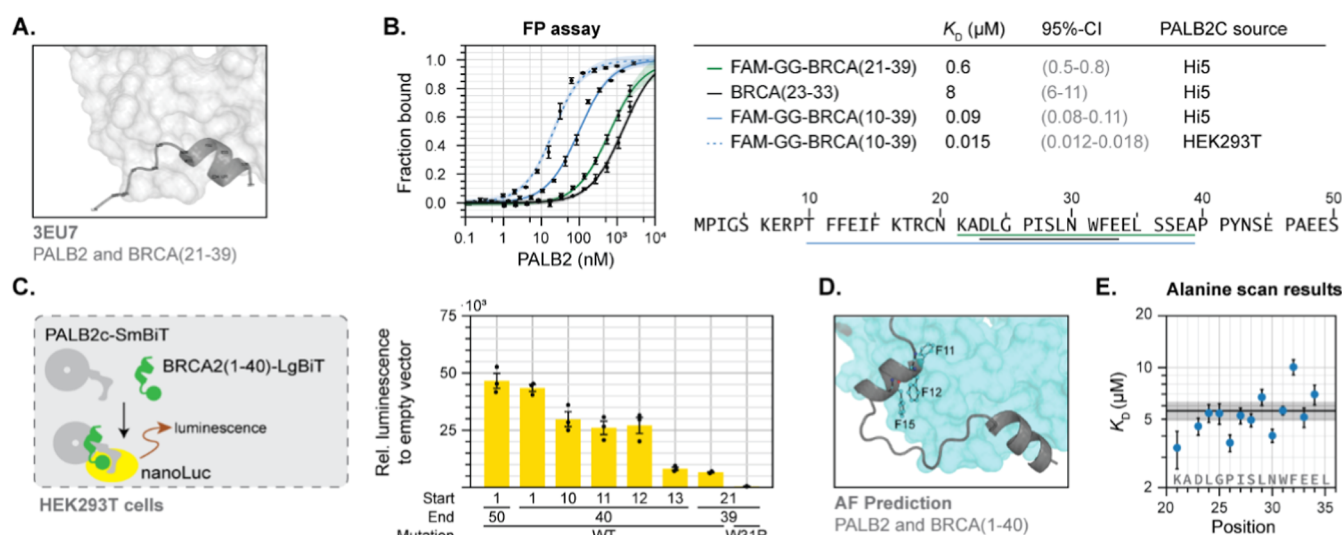 A.
3EU7
PALB2 and BRCA(21-39)
B.
FP assay
Fraction bound
1.0
0.8
0.6
0.4
0.2
0.0
0.1 1 10 100 10³ 10⁴
PALB2 (nM)
K_D (μM) 95%-CI PALB2C source
FAM-GG-BRCA(21-39) 0.6 (0.5-0.8) Hi5
BRCA(23-33) 8 (6-11) Hi5
FAM-GG-BRCA(10-39) 0.09 (0.08-0.11) Hi5
FAM-GG-BRCA(10-39) 0.015 (0.012-0.018) HEK293T
10 20 30 40 50
MPIGS KERPT FFEIF KTRCN KADLG PISLN WFEEL SSEAP PYNSE PAEES
C.
PALB2c-SmBiT
BRCA2(1-40)-LgBiT
luminescence
nanoLuc
HEK293T cells
Rel. luminescence
to empty vector
·10³
75
50
25
Start 1 1 10 11 12 13 21
End 50 40 39
Mutation WT W31R
D.
F11
F12
F15
AF Prediction
PALB2 and BRCA(1-40)
E.
Alanine scan results
K_D (μM)
20
10
5
2
KADLGPISLNWFEEL
20 25 30 35
Position